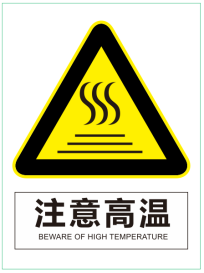 注意高温
BEWARE OF HIGH TEMPERATURE